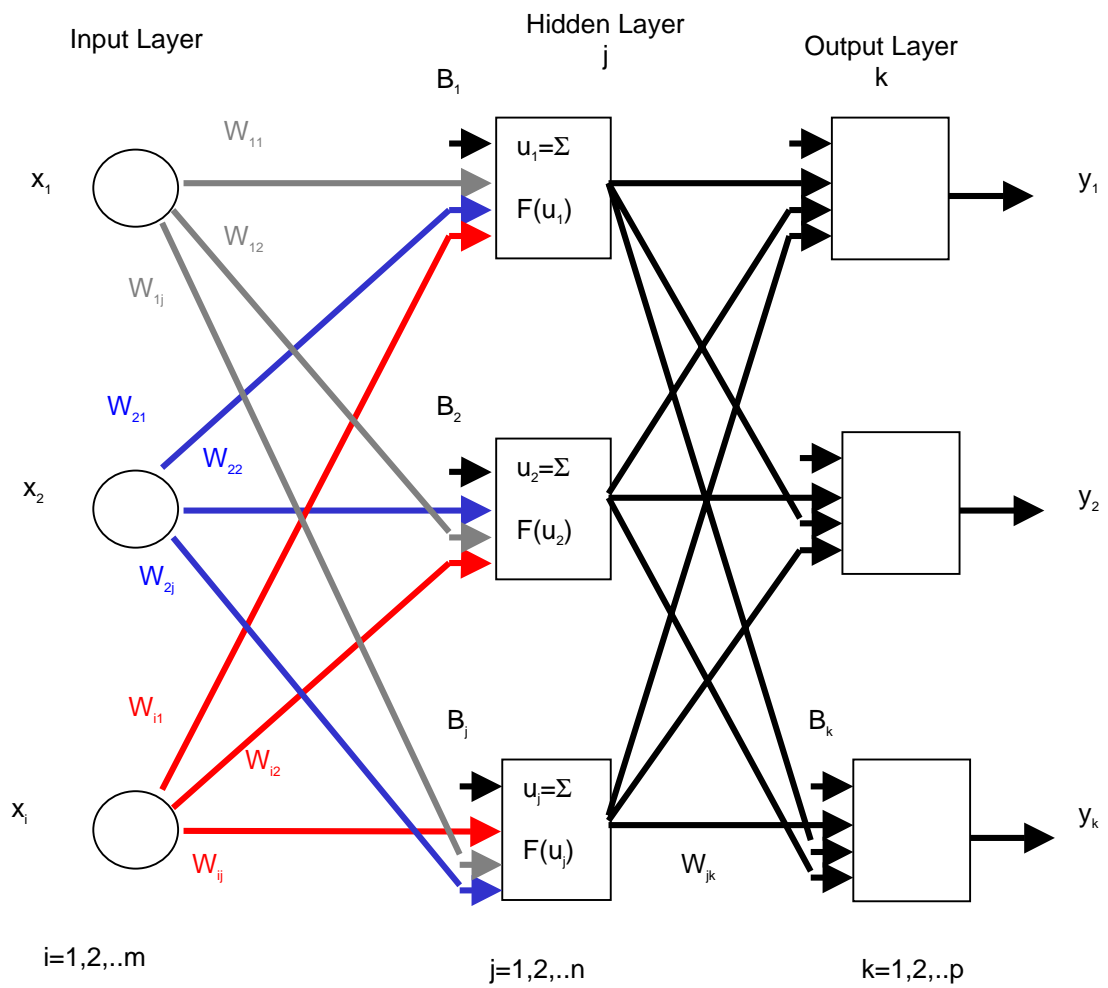 Input Layer
Hidden Layer
j
Output Layer
k
B₁
W₁₁
u₁=Σ
x₁
y₁
F(u₁)
W₁₂
W₁ⱼ
W₂₁
B₂
W₂₂
u₂=Σ
x₂
y₂
F(u₂)
W₂ⱼ
Wᵢ₁
Bⱼ
Bₖ
Wᵢ₂
uⱼ=Σ
xᵢ
yₖ
F(uⱼ)
Wᵢⱼ
Wⱼₖ
i=1,2,..m
j=1,2,..n
k=1,2,..p